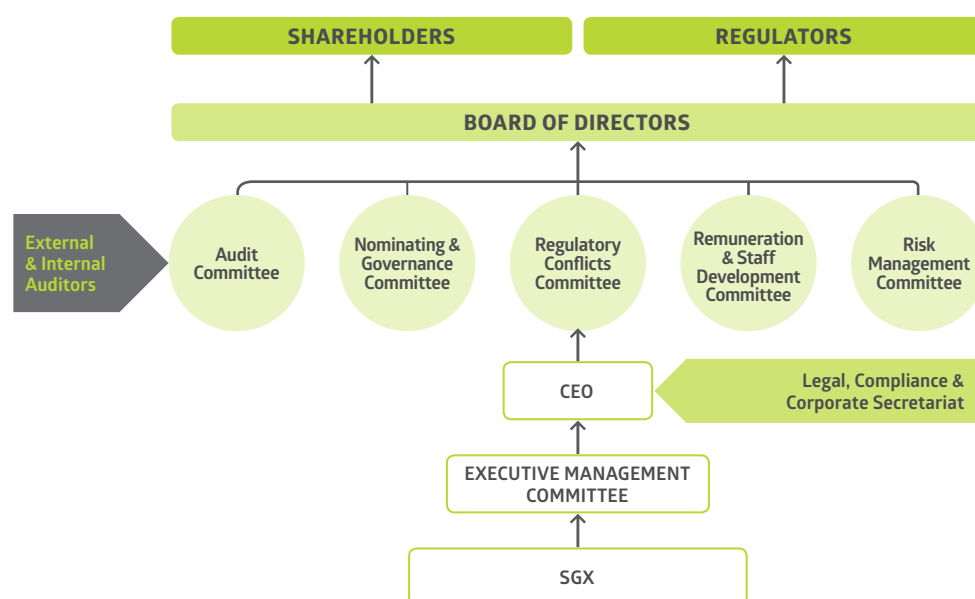 SHAREHOLDERS
REGULATORS
BOARD OF DIRECTORS
External
& Internal
Auditors
Audit
Committee
Nominating &
Governance
Committee
Regulatory
Conflicts
Committee
Remuneration
& Staff
Development
Committee
Risk
Management
Committee
CEO
Legal, Compliance &
Corporate Secretariat
EXECUTIVE MANAGEMENT
COMMITTEE
SGX